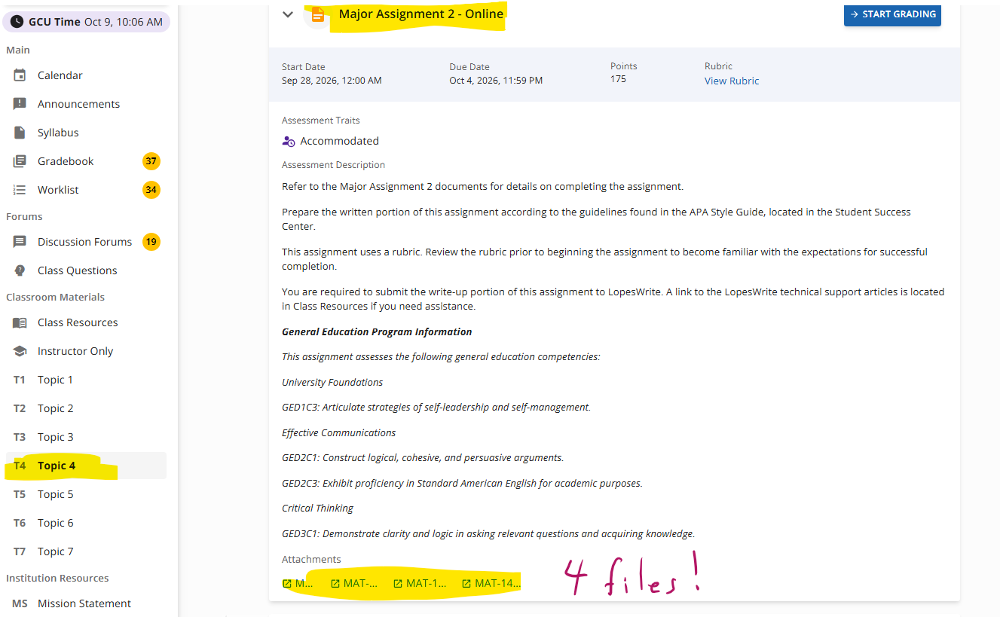 GCU Time Oct 9, 10:06 AM
Main
Calendar
Announcements
Syllabus
Gradebook 37
Worklist 34
Forums
Discussion Forums 19
Class Questions
Classroom Materials
Class Resources
Instructor Only
T1 Topic 1
T2 Topic 2
T3 Topic 3
T4 Topic 4
T5 Topic 5
T6 Topic 6
T7 Topic 7
Institution Resources
MS Mission Statement
Major Assignment 2 - Online
START GRADING
Start Date
Sep 28, 2026, 12:00 AM
Due Date
Oct 4, 2026, 11:59 PM
Points
175
Rubric
View Rubric
Assessment Traits
Accommodated
Assessment Description
Refer to the Major Assignment 2 documents for details on completing the assignment.
Prepare the written portion of this assignment according to the guidelines found in the APA Style Guide, located in the Student Success
Center.
This assignment uses a rubric. Review the rubric prior to beginning the assignment to become familiar with the expectations for successful
completion.
You are required to submit the write-up portion of this assignment to LopesWrite. A link to the LopesWrite technical support articles is located
in Class Resources if you need assistance.
General Education Program Information
This assignment assesses the following general education competencies:
University Foundations
GED1C3: Articulate strategies of self-leadership and self-management.
Effective Communications
GED2C1: Construct logical, cohesive, and persuasive arguments.
GED2C3: Exhibit proficiency in Standard American English for academic purposes.
Critical Thinking
GED3C1: Demonstrate clarity and logic in asking relevant questions and acquiring knowledge.
Attachments
M... MAT-... MAT-1... MAT-14...
4 files!